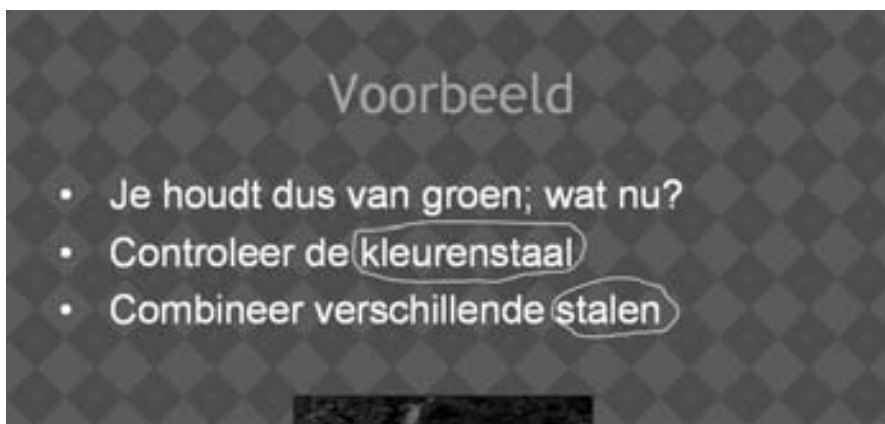 Voorbeeld
• Je houdt dus van groen; wat nu?
• Controleer de kleurenstaal
• Combineer verschillende stalen